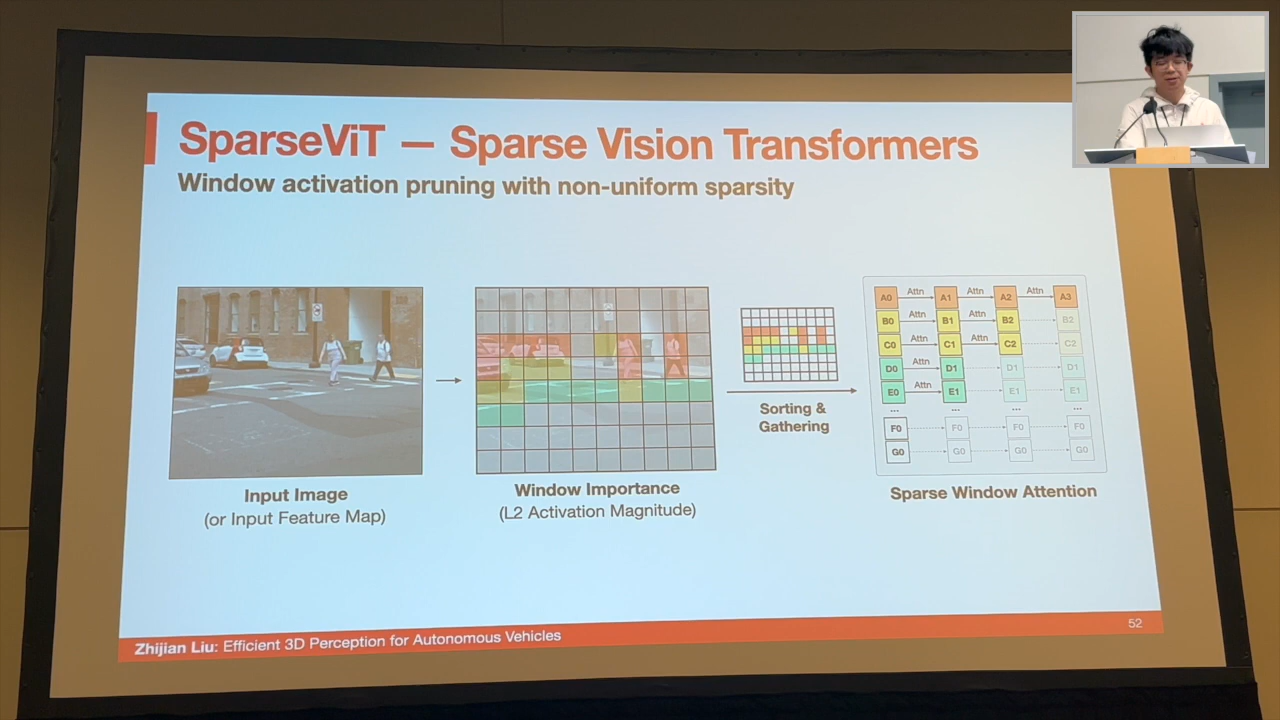 SparseViT — Sparse Vision Transformers
Window activation pruning with non-uniform sparsity
Input Image
(or Input Feature Map)
Window Importance
(L2 Activation Magnitude)
Sorting &
Gathering
A0 Attn A1 Attn A2 Attn A3
B0 Attn B1 Attn B2 B2
C0 Attn C1 Attn C2 C2
D0 Attn D1 D1 D1
E0 Attn E1 E1 E1
... ... ... ...
F0 F0 F0 F0
G0 G0 G0 G0
Sparse Window Attention
Zhijian Liu: Efficient 3D Perception for Autonomous Vehicles
52